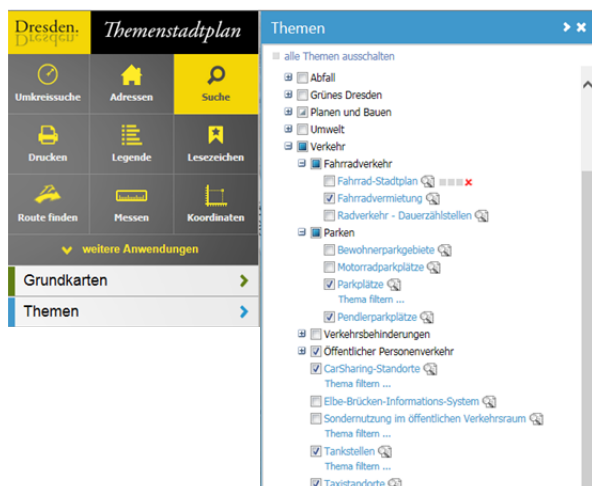 Dresden.
Dresden.
Themenstadtplan
Umkreissuche
Adressen
Suche
Drucken
Legende
Lesezeichen
Route finden
Messen
Koordinaten
weitere Anwendungen
Grundkarten
Themen
Themen
alle Themen ausschalten
Abfall
Grünes Dresden
Planen und Bauen
Umwelt
Verkehr
Fahrradverkehr
Fahrrad-Stadtplan
Fahrradvermietung
Radverkehr - Dauerzählstellen
Parken
Bewohnerparkgebiete
Motorradparkplätze
Parkplätze
Thema filtern ...
Pendlerparkplätze
Verkehrsbehinderungen
Öffentlicher Personenverkehr
CarSharing-Standorte
Thema filtern ...
Elbe-Brücken-Informations-System
Sondernutzung im öffentlichen Verkehrsraum
Thema filtern ...
Tankstellen
Thema filtern ...
Taxistandorte